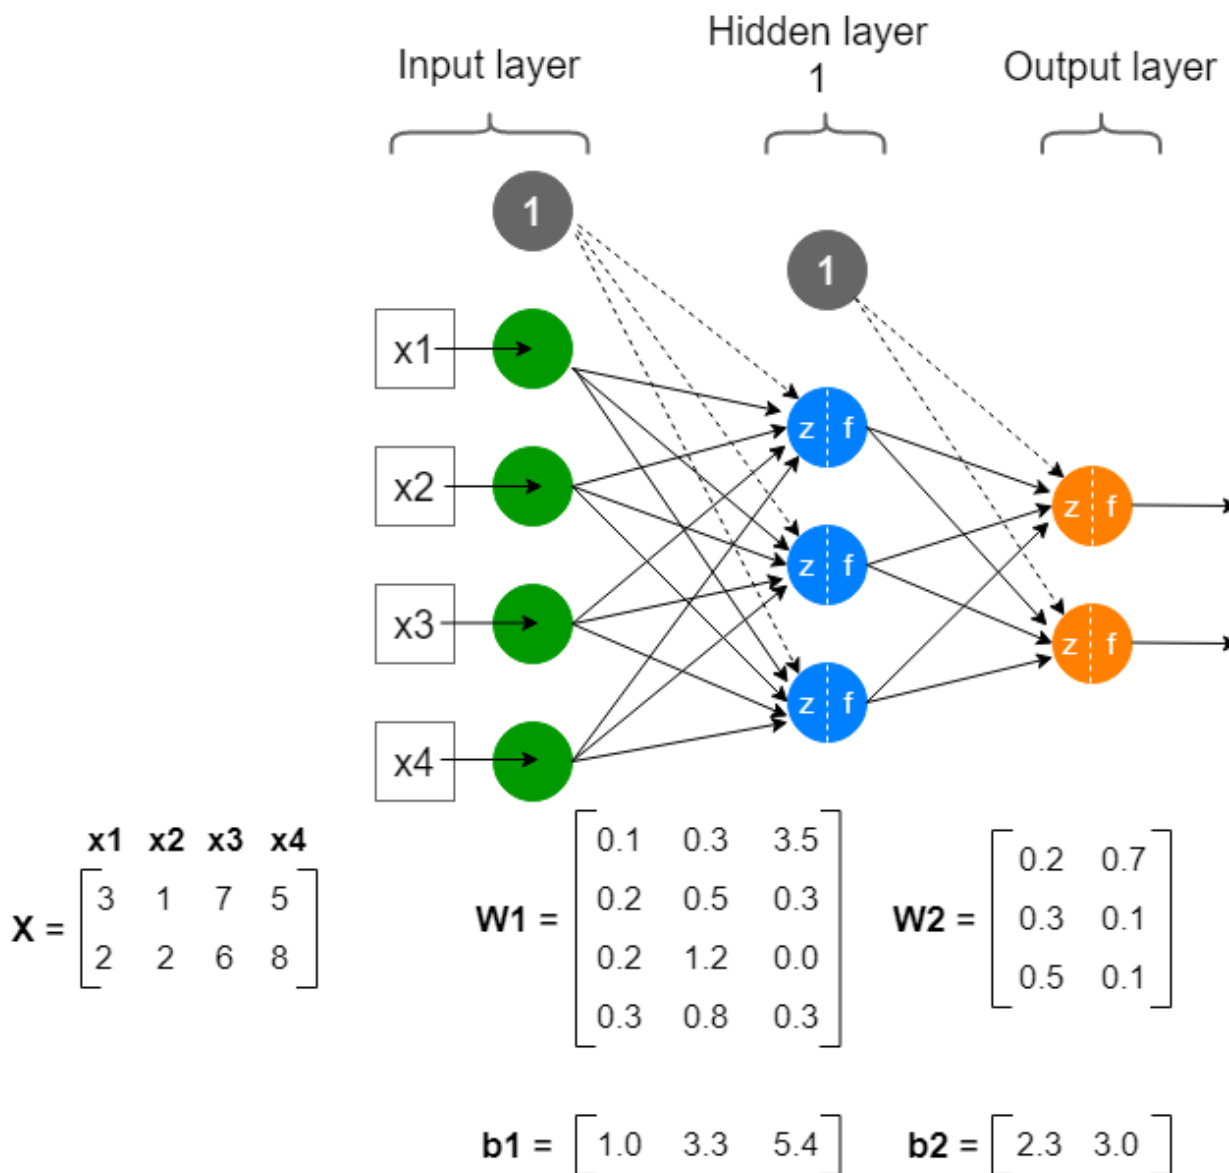 Input layer
Hidden layer
1
Output layer
1
1
x1
z f
x2
z f
z f
x3
z f
z f
x4
x1 x2 x3 x4
X = 3 1 7 5
2 2 6 8
W1 = 0.1 0.3 3.5
0.2 0.5 0.3
0.2 1.2 0.0
0.3 0.8 0.3
W2 = 0.2 0.7
0.3 0.1
0.5 0.1
b1 = 1.0 3.3 5.4
b2 = 2.3 3.0